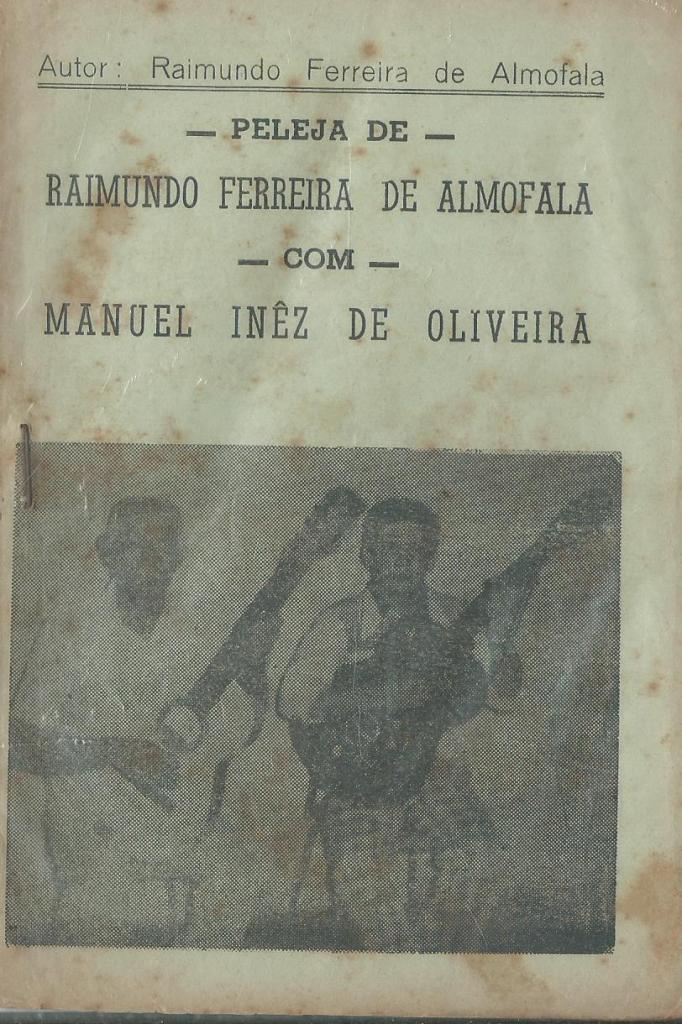 Autor: Raimundo Ferreira de Almofala
— PELEJA DE —
RAIMUNDO FERREIRA DE ALMOFALA
— COM —
MANUEL INÊZ DE OLIVEIRA